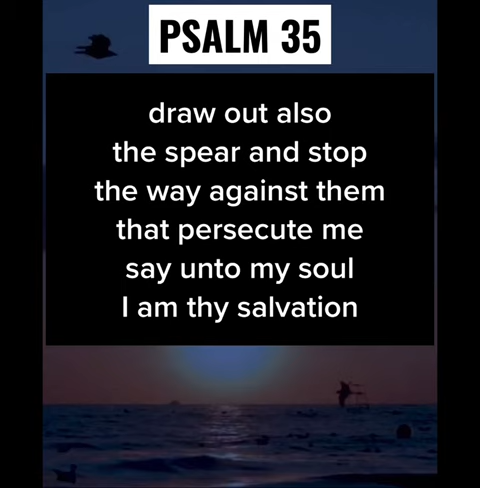 PSALM 35
draw out also
the spear and stop
the way against them
that persecute me
say unto my soul
I am thy salvation